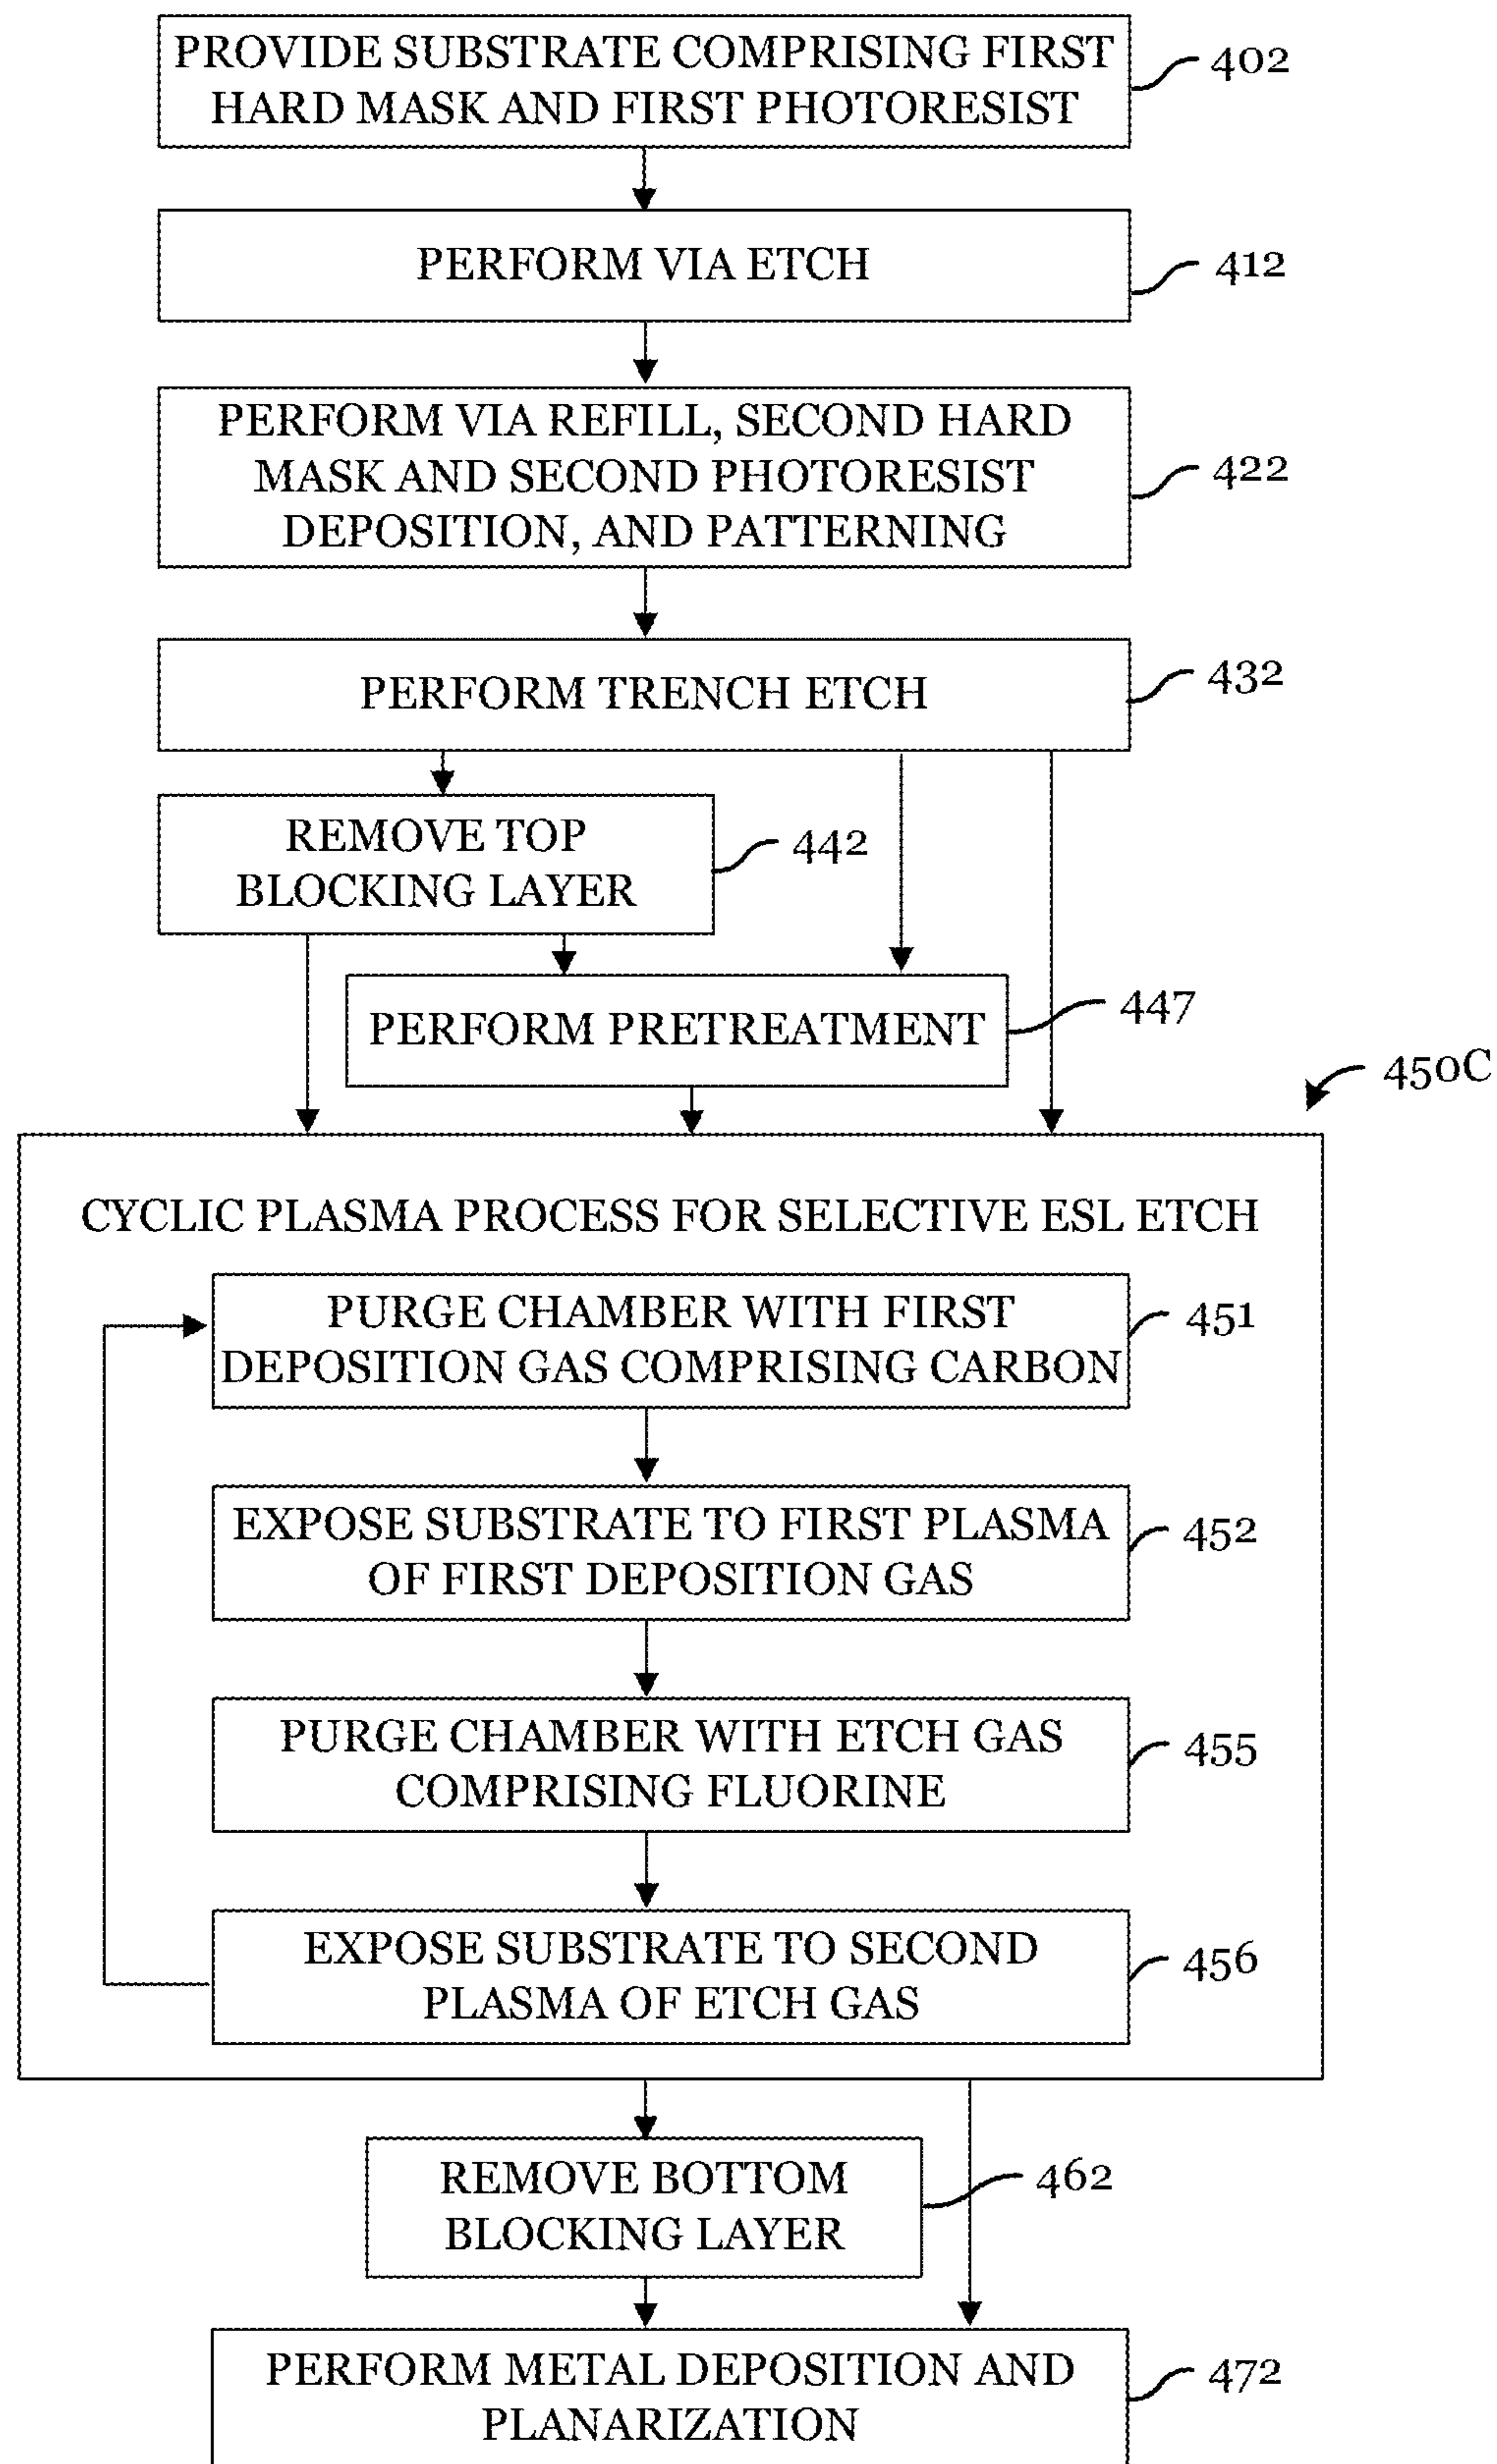 PROVIDE SUBSTRATE COMPRISING FIRST
HARD MASK AND FIRST PHOTORESIST
402
PERFORM VIA ETCH
412
PERFORM VIA REFILL, SECOND HARD
MASK AND SECOND PHOTORESIST
DEPOSITION, AND PATTERNING
422
PERFORM TRENCH ETCH
432
REMOVE TOP
BLOCKING LAYER
442
PERFORM PRETREATMENT
447
450C
CYCLIC PLASMA PROCESS FOR SELECTIVE ESL ETCH
PURGE CHAMBER WITH FIRST
DEPOSITION GAS COMPRISING CARBON
451
EXPOSE SUBSTRATE TO FIRST PLASMA
OF FIRST DEPOSITION GAS
452
PURGE CHAMBER WITH ETCH GAS
COMPRISING FLUORINE
455
EXPOSE SUBSTRATE TO SECOND
PLASMA OF ETCH GAS
456
REMOVE BOTTOM
BLOCKING LAYER
462
PERFORM METAL DEPOSITION AND
PLANARIZATION
472